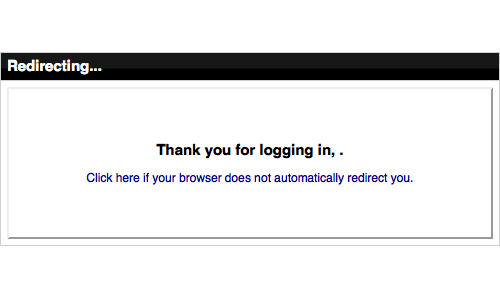 Redirecting...
Thank you for logging in, .
Click here if your browser does not automatically redirect you.